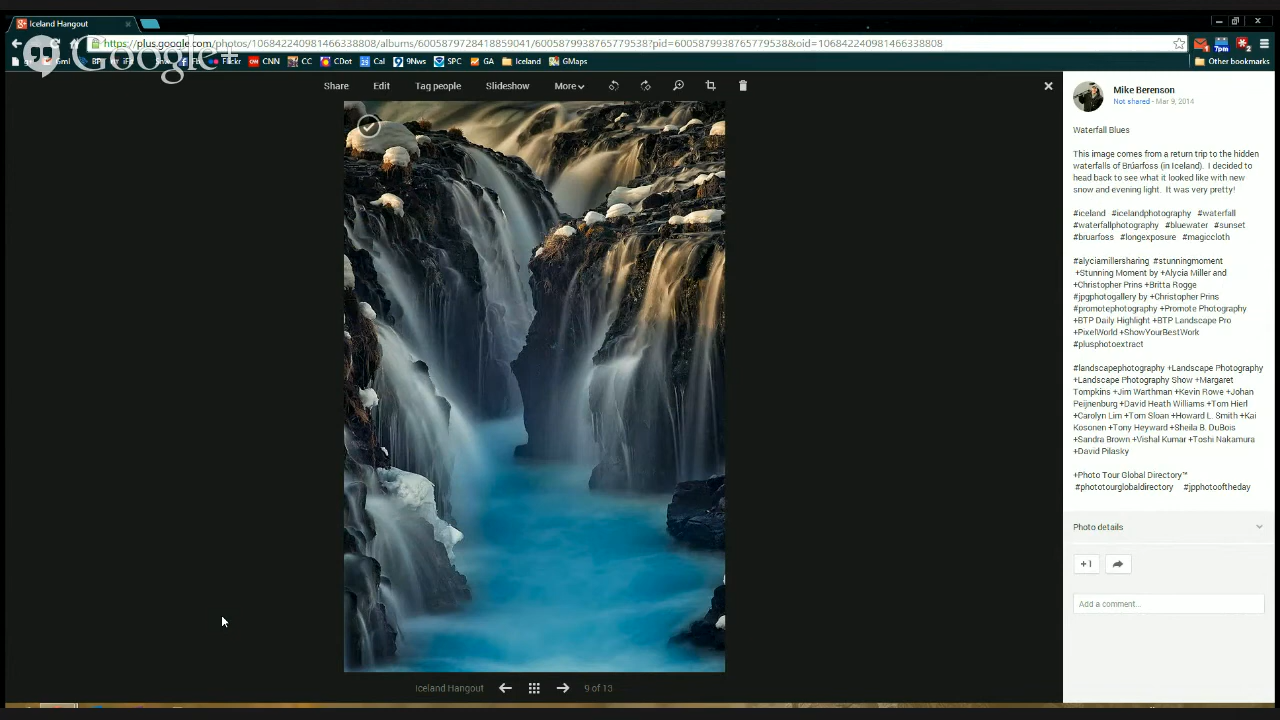 Iceland Hangout
https://plus.google.com/photos/106842240981466338808/albums/6005879728418859041/6005879938765779538?pid=6005879938765779538&oid=106842240981466338808
Google+
Flickr CNN CC CDot Cal 9Nws SPC GA Iceland GMaps Other bookmarks
Share Edit Tag people Slideshow More
Mike Berenson
Not shared - Mar 9, 2014
Waterfall Blues
This image comes from a return trip to the hidden
waterfalls of Brúarfoss (in Iceland). I decided to
head back to see what it looked like with new
snow and evening light. It was very pretty!
#iceland #icelandphotography #waterfall
#waterfallphotography #bluewater #sunset
#bruarfoss #longexposure #magiccloth
#alyciamillersharing #stunningmoment
+Stunning Moment by +Alycia Miller and
+Christopher Prins +Britta Rogge
#jpgphotogallery by +Christopher Prins
#promotephotography +Promote Photography
+BTP Daily Highlight +BTP Landscape Pro
+PixelWorld +ShowYourBestWork
#plusphotoextract
#landscapephotography +Landscape Photography
+Landscape Photography Show +Margaret
Tompkins +Jim Warthman +Kevin Rowe +Johan
Peijnenburg +David Heath Williams +Tom Hierl
+Carolyn Lim +Tom Sloan +Howard L. Smith +Kai
Kosonen +Tony Heyward +Sheila B. DuBois
+Sandra Brown +Vishal Kumar +Toshi Nakamura
+David Pilasky
+Photo Tour Global Directory™
#phototourglobaldirectory #jpphotooftheday
Photo details
+1
Add a comment...
Iceland Hangout 9 of 13